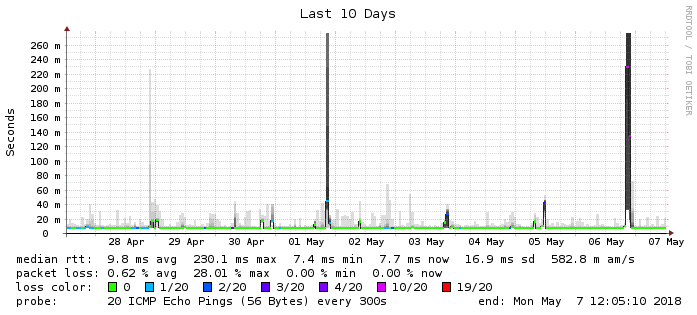 Last 10 Days
RRDTOOL / TOBI OETIKER
Seconds
260 m
240 m
220 m
200 m
180 m
160 m
140 m
120 m
100 m
80 m
60 m
40 m
20 m
0
28 Apr 29 Apr 30 Apr 01 May 02 May 03 May 04 May 05 May 06 May 07 May
median rtt: 9.8 ms avg 230.1 ms max 7.4 ms min 7.7 ms now 16.9 ms sd 582.8 m am/s
packet loss: 0.62 % avg 28.01 % max 0.00 % min 0.00 % now
loss color: 0 1/20 2/20 3/20 4/20 10/20 19/20
probe: 20 ICMP Echo Pings (56 Bytes) every 300s end: Mon May 7 12:05:10 2018